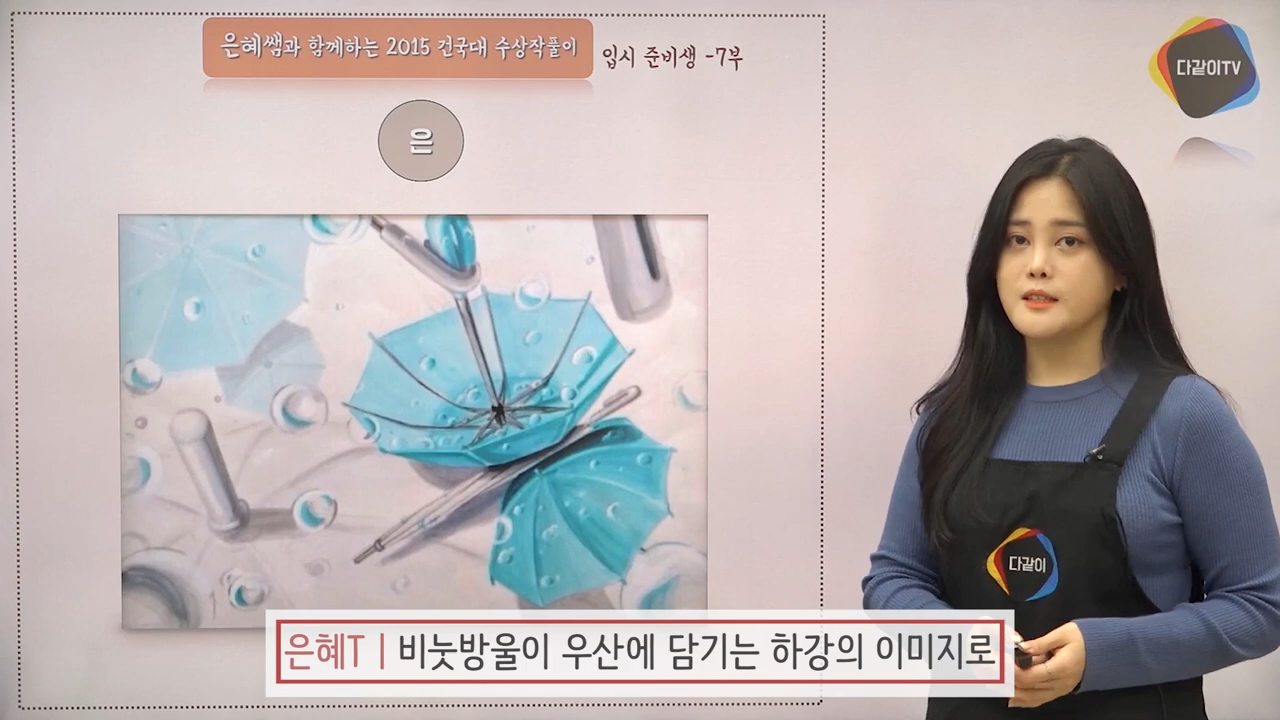 은혜쌤과 함께하는 2015 건국대 수상작풀이
입시 준비생 -7부
다같이TV
은
다같이
은혜T | 비눗방울이 우산에 담기는 하강의 이미지로